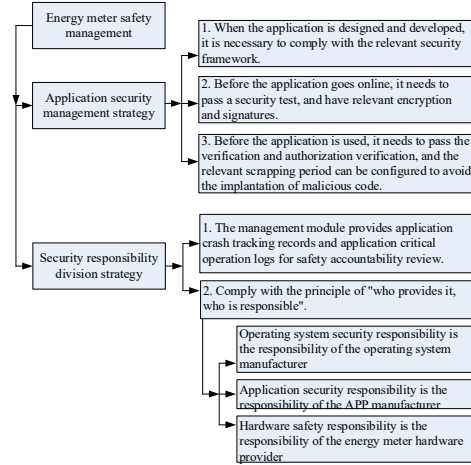 Energy meter safety
management
1. When the application is designed and developed,
it is necessary to comply with the relevant security
framework.
Application security
management strategy
2. Before the application goes online, it needs to
pass a security test, and have relevant encryption
and signatures.
3. Before the application is used, it needs to pass the
verification and authorization verification, and the
relevant scrapping period can be configured to avoid
the implantation of malicious code.
Security responsibility
division strategy
1. The management module provides application
crash tracking records and application critical
operation logs for safety accountability review.
2. Comply with the principle of "who provides it,
who is responsible".
Operating system security responsibility is
the responsibility of the operating system
manufacturer
Application security responsibility is the
responsibility of the APP manufacturer
Hardware safety responsibility is the
responsibility of the energy meter hardware
provider